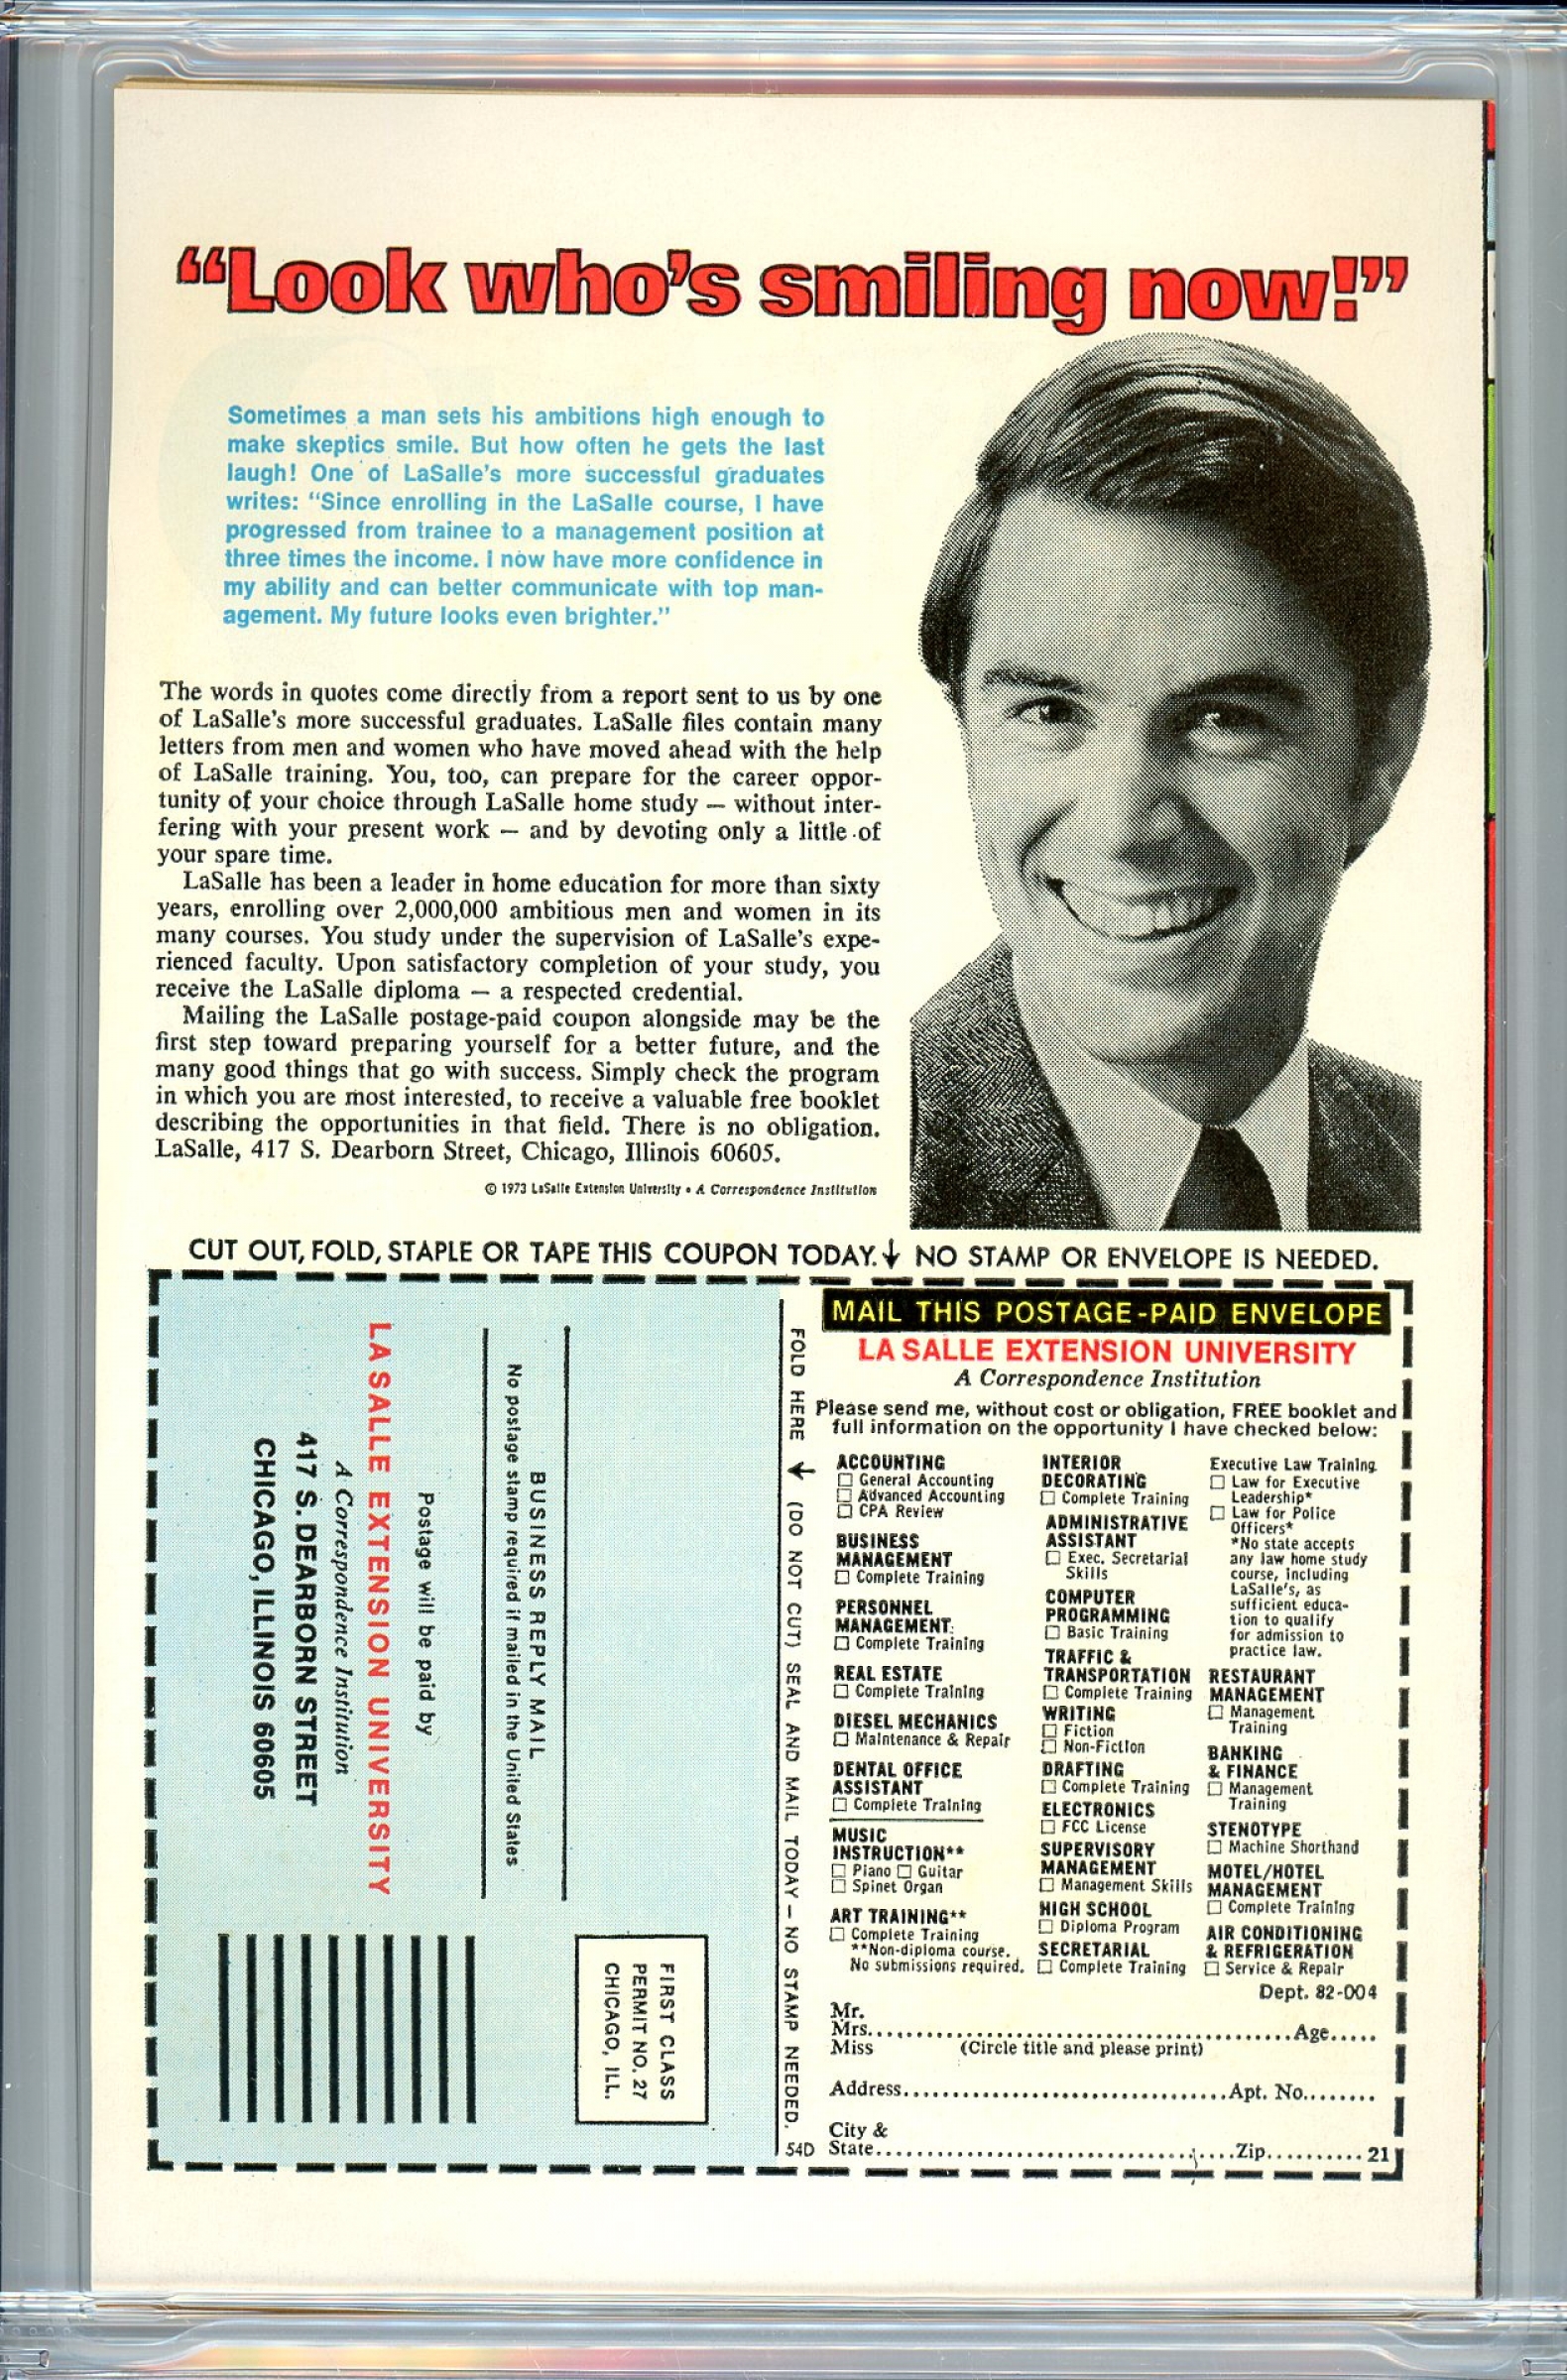 “Look who’s smiling now!”
Sometimes a man sets his ambitions high enough to
make skeptics smile. But how often he gets the last
laugh! One of LaSalle’s more successful graduates
writes: “Since enrolling in the LaSalle course, I have
progressed from trainee to a management position at
three times the income. I now have more confidence in
my ability and can better communicate with top man-
agement. My future looks even brighter.”
The words in quotes come directly from a report sent to us by one
of LaSalle’s more successful graduates. LaSalle files contain many
letters from men and women who have moved ahead with the help
of LaSalle training. You, too, can prepare for the career oppor-
tunity of your choice through LaSalle home study — without inter-
fering with your present work — and by devoting only a little of
your spare time.
LaSalle has been a leader in home education for more than sixty
years, enrolling over 2,000,000 ambitious men and women in its
many courses. You study under the supervision of LaSalle’s expe-
rienced faculty. Upon satisfactory completion of your study, you
receive the LaSalle diploma — a respected credential.
Mailing the LaSalle postage-paid coupon alongside may be the
first step toward preparing yourself for a better future, and the
many good things that go with success. Simply check the program
in which you are most interested, to receive a valuable free booklet
describing the opportunities in that field. There is no obligation.
LaSalle, 417 S. Dearborn Street, Chicago, Illinois 60605.
© 1973 LaSalle Extension University • A Correspondence Institution
CUT OUT, FOLD, STAPLE OR TAPE THIS COUPON TODAY.↓ NO STAMP OR ENVELOPE IS NEEDED.
FIRST CLASS
PERMIT NO. 27
CHICAGO, ILL.
BUSINESS REPLY MAIL
No postage stamp required if mailed in the United States
Postage will be paid by
LA SALLE EXTENSION UNIVERSITY
A Correspondence Institution
417 S. DEARBORN STREET
CHICAGO, ILLINOIS 60605
FOLD HERE ↓ (DO NOT CUT) SEAL AND MAIL TODAY — NO STAMP NEEDED.
54D
MAIL THIS POSTAGE-PAID ENVELOPE
LA SALLE EXTENSION UNIVERSITY
A Correspondence Institution
Please send me, without cost or obligation, FREE booklet and
full information on the opportunity I have checked below:
ACCOUNTING
☐ General Accounting
☐ Advanced Accounting
☐ CPA Review
BUSINESS
MANAGEMENT
☐ Complete Training
PERSONNEL
MANAGEMENT
☐ Complete Training
REAL ESTATE
☐ Complete Training
DIESEL MECHANICS
☐ Maintenance & Repair
DENTAL OFFICE
ASSISTANT
☐ Complete Training
MUSIC
INSTRUCTION**
☐ Piano ☐ Guitar
☐ Spinet Organ
ART TRAINING**
☐ Complete Training
**Non-diploma course.
No submissions required.
INTERIOR
DECORATING
☐ Complete Training
ADMINISTRATIVE
ASSISTANT
☐ Exec. Secretarial
Skills
COMPUTER
PROGRAMMING
☐ Basic Training
TRAFFIC &
TRANSPORTATION
☐ Complete Training
WRITING
☐ Fiction
☐ Non-Fiction
DRAFTING
☐ Complete Training
ELECTRONICS
☐ FCC License
SUPERVISORY
MANAGEMENT
☐ Management Skills
HIGH SCHOOL
☐ Diploma Program
SECRETARIAL
☐ Complete Training
Executive Law Training
☐ Law for Executive
Leadership*
☐ Law for Police
Officers*
*No state accepts
any law home study
course, including
LaSalle’s, as
sufficient educa-
tion to qualify
for admission to
practice law.
RESTAURANT
MANAGEMENT
☐ Management
Training
BANKING
& FINANCE
☐ Management
Training
STENOTYPE
☐ Machine Shorthand
MOTEL/HOTEL
MANAGEMENT
☐ Complete Training
AIR CONDITIONING
& REFRIGERATION
☐ Service & Repair
Dept. 82-004
Mr.
Mrs. Age
Miss (Circle title and please print)
Address Apt. No.
City &
State Zip 21